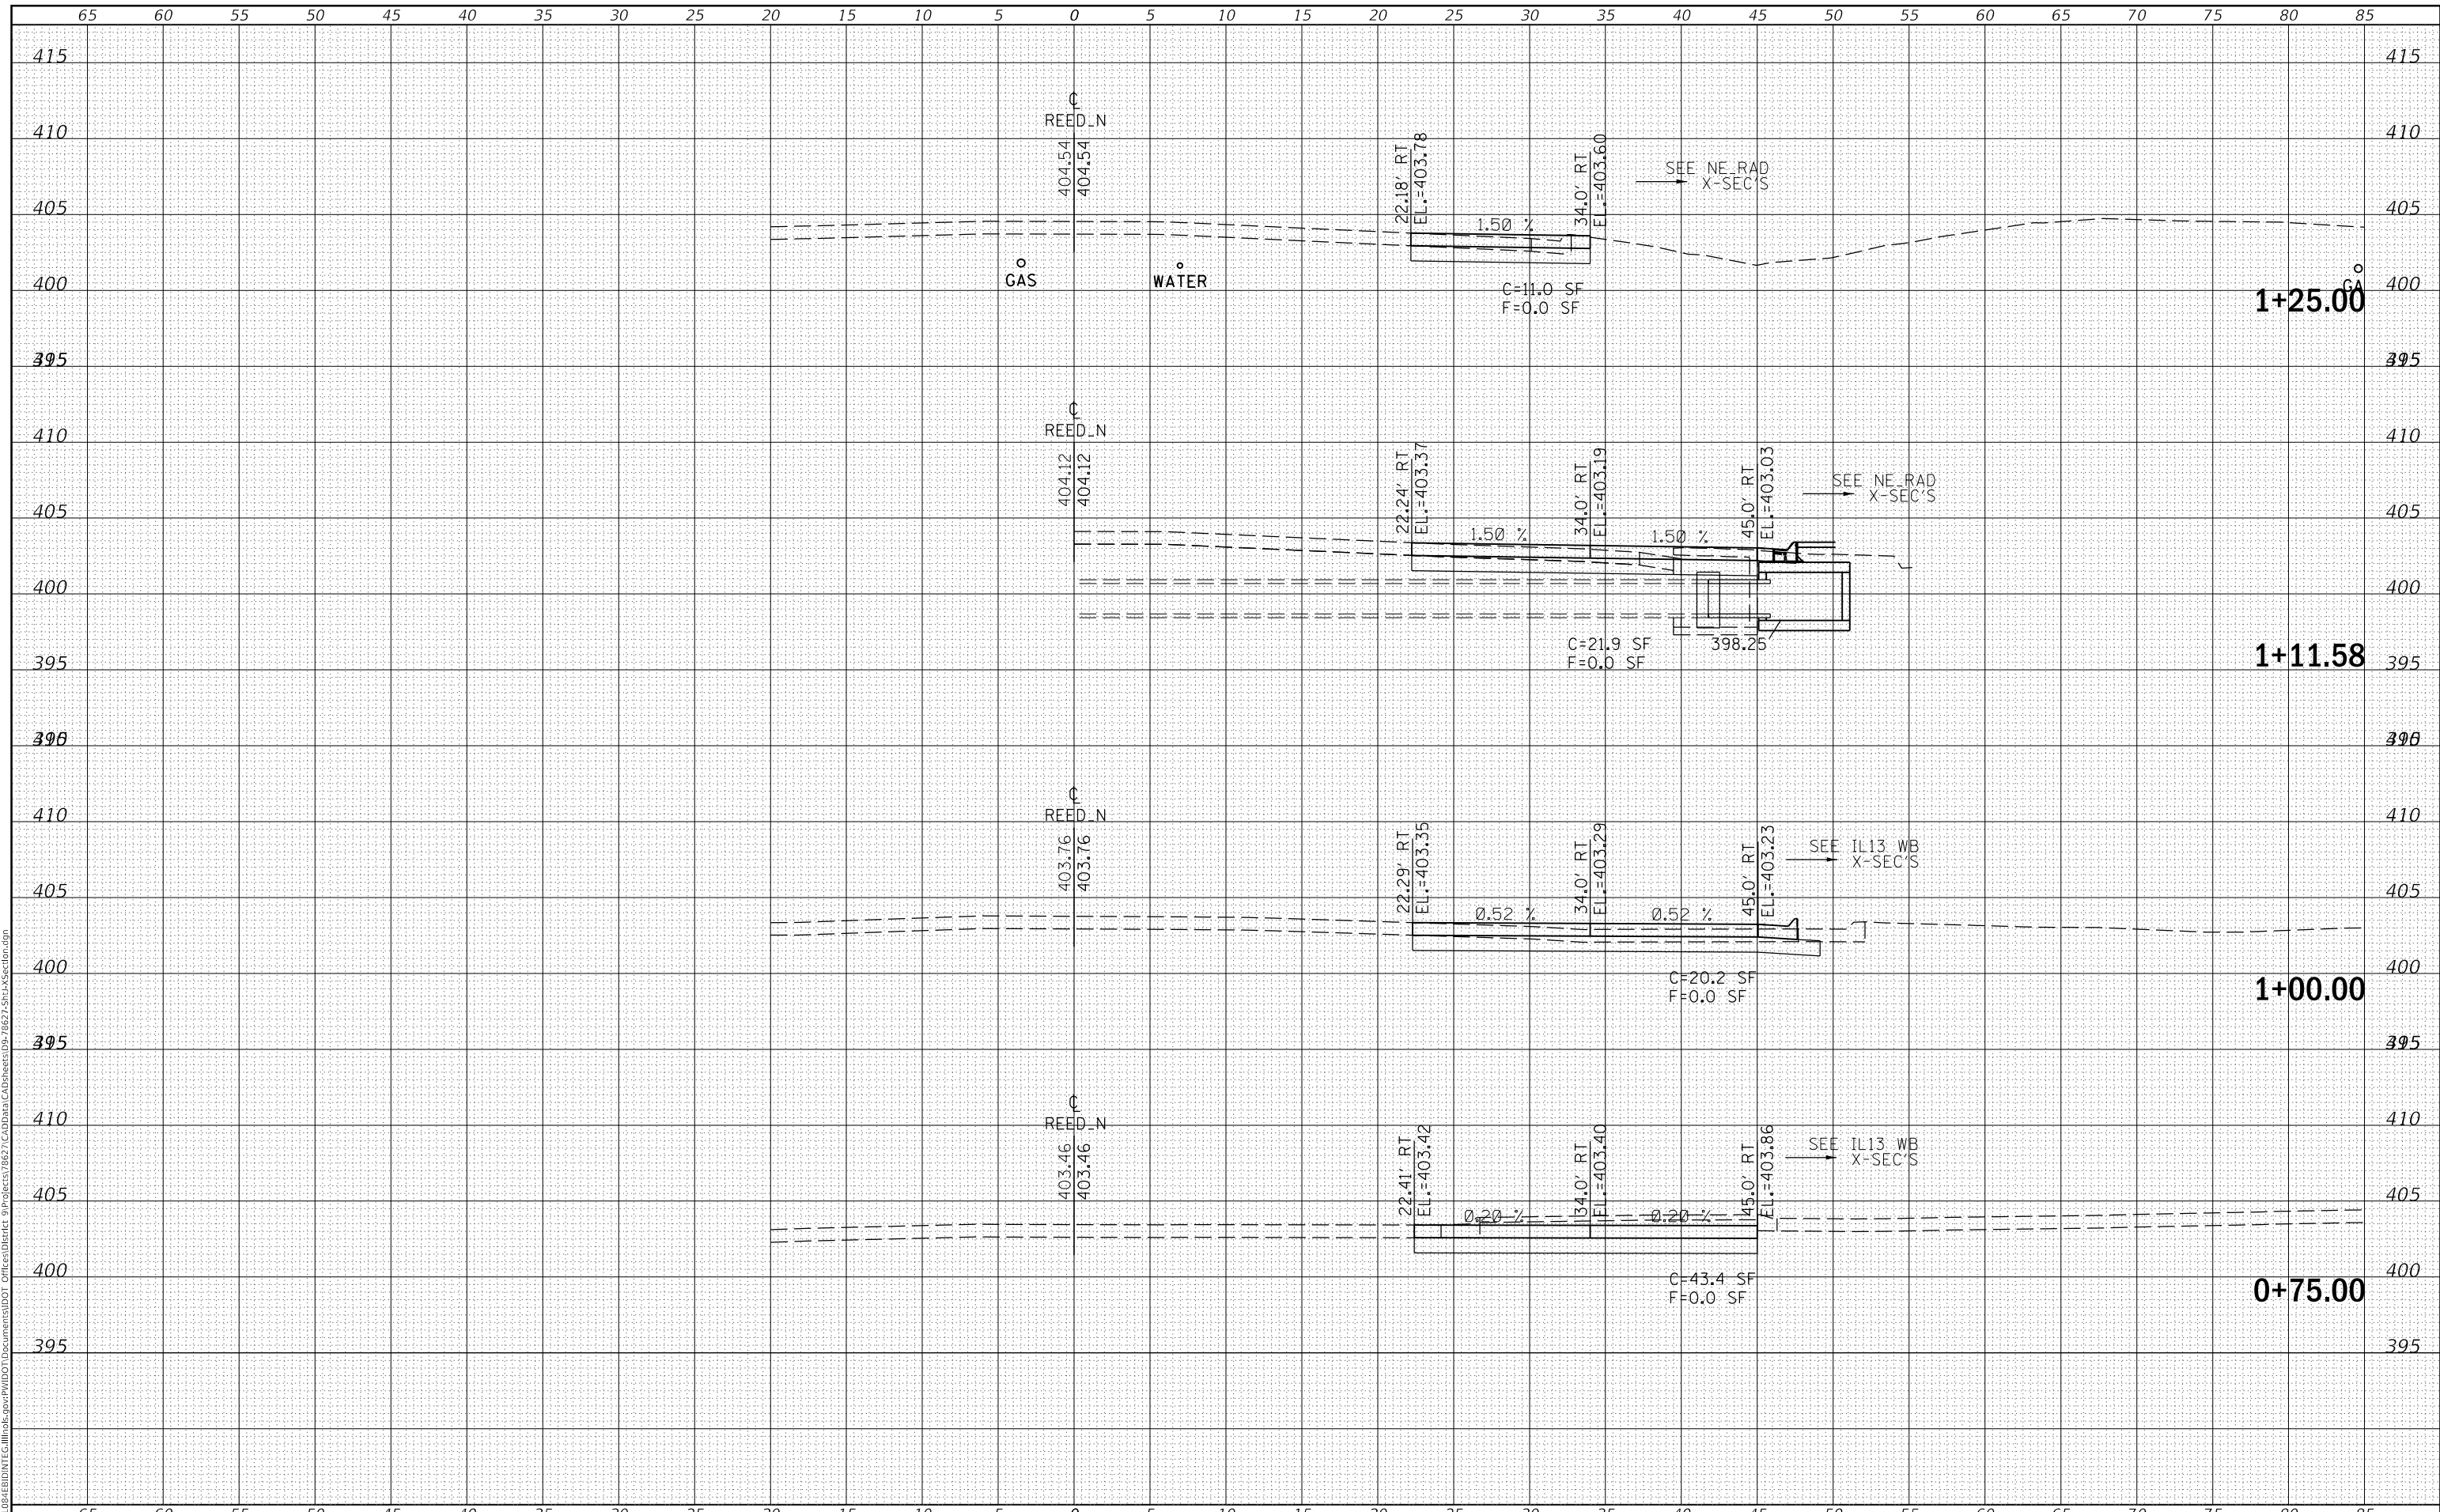 65 60 55 50 45 40 35 30 25 20 15 10 5 0 5 10 15 20 25 30 35 40 45 50 55 60 65 70 75 80 85
415 415
℄
REED_N
410 410
404.54
404.54
22.18' RT
EL.=403.78
34.0' RT
EL.=403.60
SEE NE_RAD
X-SEC'S
405 405
1.50 %
GAS
WATER
GA
400 400
C=11.0 SF
F=0.0 SF
1+25.00
395 395
℄
REED_N
410 410
404.12
404.12
22.24' RT
EL.=403.37
34.0' RT
EL.=403.19
45.0' RT
EL.=403.03
SEE NE_RAD
X-SEC'S
405 405
1.50 % 1.50 %
400 400
C=21.9 SF
F=0.0 SF
398.25
1+11.58
395 395
390 390
℄
REED_N
410 410
403.76
403.76
22.29' RT
EL.=403.35
34.0' RT
EL.=403.29
45.0' RT
EL.=403.23
SEE IL13 WB
X-SEC'S
405 405
0.52 % 0.52 %
400 400
C=20.2 SF
F=0.0 SF
1+00.00
395 395
℄
REED_N
410 410
403.46
403.46
22.41' RT
EL.=403.42
34.0' RT
EL.=403.40
45.0' RT
EL.=403.86
SEE IL13 WB
X-SEC'S
405 405
0.20 % 0.20 %
400 400
C=43.4 SF
F=0.0 SF
0+75.00
395 395